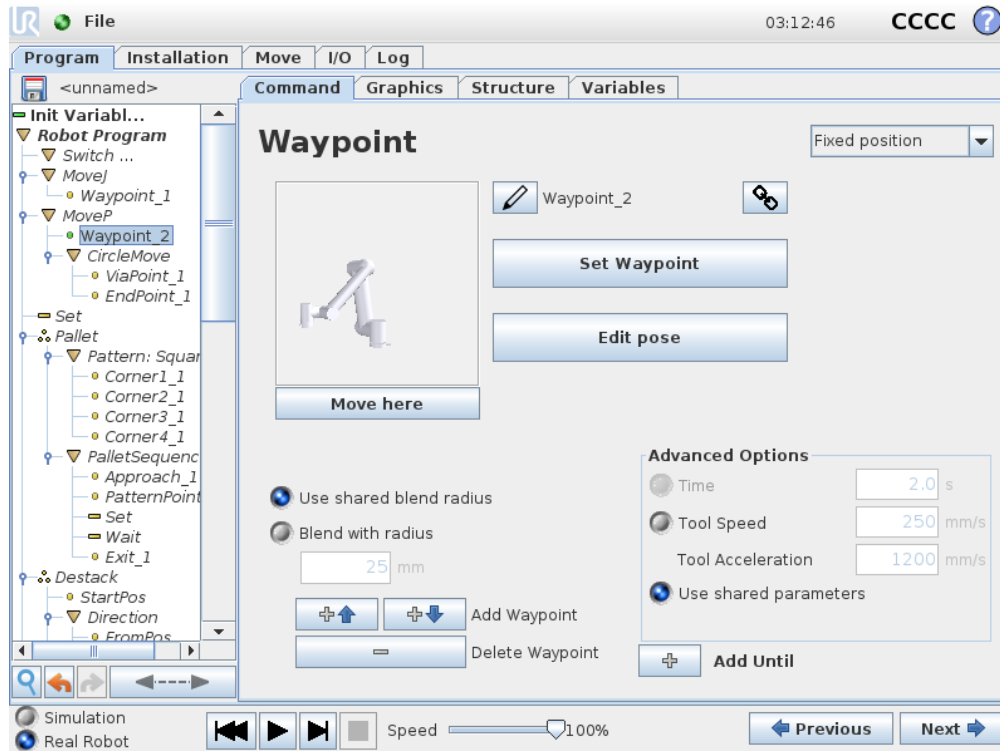 UR File 03:12:46 CCCC ?
Program Installation Move I/O Log
<unnamed> Command Graphics Structure Variables
Init Variabl...
Robot Program
Switch ...
MoveJ
Waypoint_1
MoveP
Waypoint_2
CircleMove
ViaPoint_1
EndPoint_1
Set
Pallet
Pattern: Squar
Corner1_1
Corner2_1
Corner3_1
Corner4_1
PalletSequenc
Approach_1
PatternPoint
Set
Wait
Exit_1
Destack
StartPos
Direction
FromPos
Waypoint
Fixed position
Waypoint_2
Set Waypoint
Edit pose
Move here
Use shared blend radius
Blend with radius
25 mm
Add Waypoint
Delete Waypoint
Advanced Options
Time 2.0 s
Tool Speed 250 mm/s
Tool Acceleration 1200 mm/s
Use shared parameters
Add Until
Simulation
Real Robot
Speed 100%
Previous Next